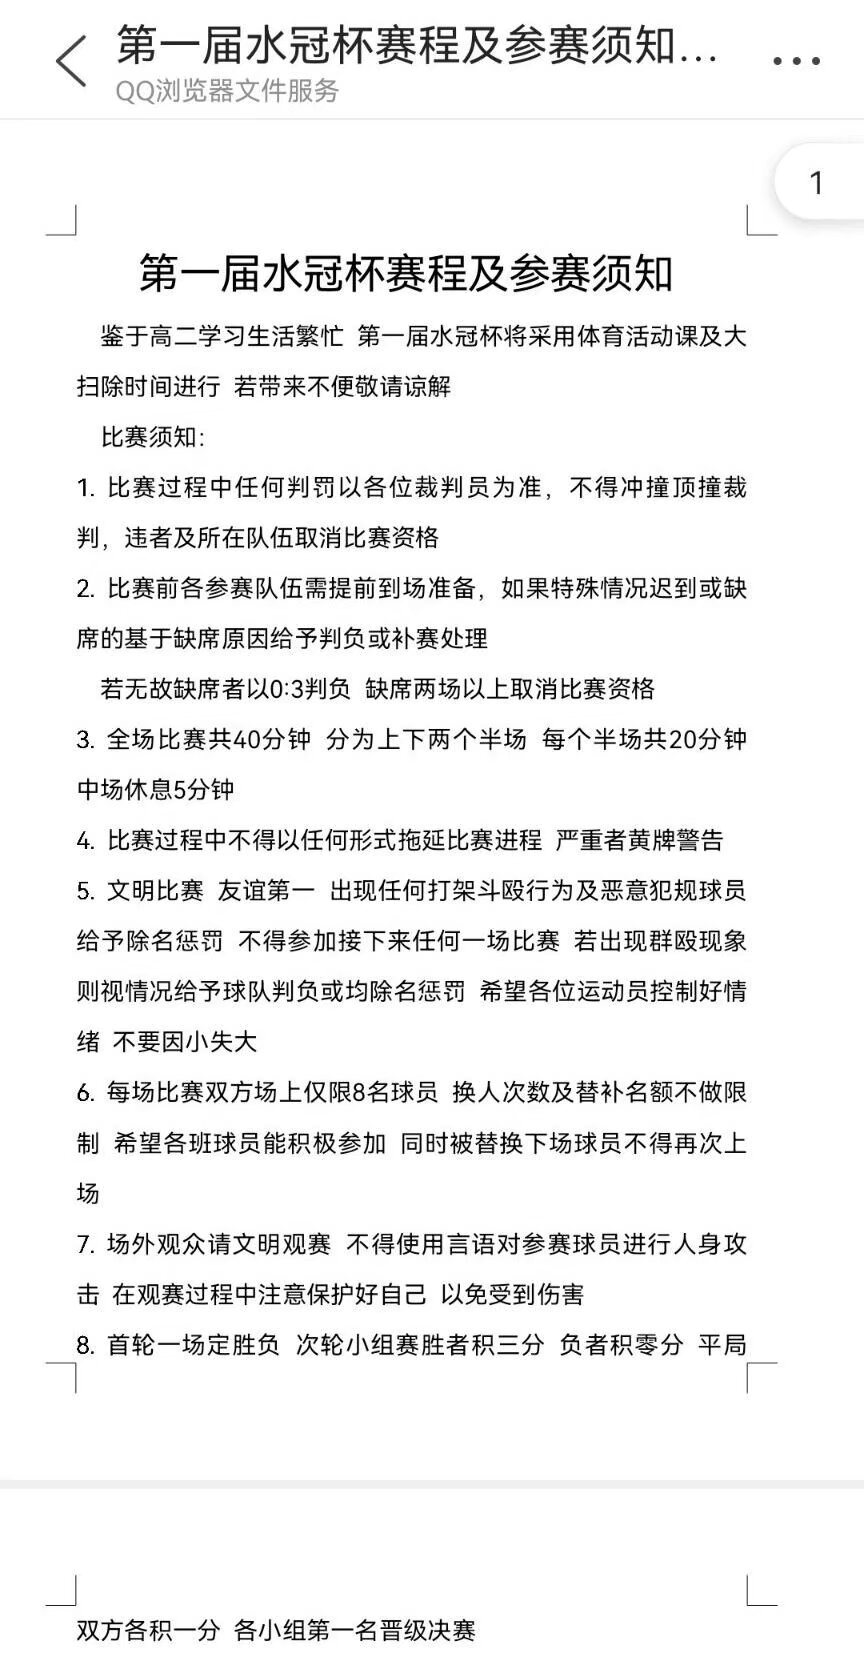 第一届水冠杯赛程及参赛须知...
QQ浏览器文件服务
1
第一届水冠杯赛程及参赛须知
鉴于高二学习生活繁忙 第一届水冠杯将采用体育活动课及大
扫除时间进行 若带来不便敬请谅解
比赛须知:
1. 比赛过程中任何判罚以各位裁判员为准，不得冲撞顶撞裁
判，违者及所在队伍取消比赛资格
2. 比赛前各参赛队伍需提前到场准备，如果特殊情况迟到或缺
席的基于缺席原因给予判负或补赛处理
若无故缺席者以0:3判负 缺席两场以上取消比赛资格
3. 全场比赛共40分钟 分为上下两个半场 每个半场共20分钟
中场休息5分钟
4. 比赛过程中不得以任何形式拖延比赛进程 严重者黄牌警告
5. 文明比赛 友谊第一 出现任何打架斗殴行为及恶意犯规球员
给予除名惩罚 不得参加接下来任何一场比赛 若出现群殴现象
则视情况给予球队判负或均除名惩罚 希望各位运动员控制好情
绪 不要因小失大
6. 每场比赛双方场上仅限8名球员 换人次数及替补名额不做限
制 希望各班球员能积极参加 同时被替换下场球员不得再次上
场
7. 场外观众请文明观赛 不得使用言语对参赛球员进行人身攻
击 在观赛过程中注意保护好自己 以免受到伤害
8. 首轮一场定胜负 次轮小组赛胜者积三分 负者积零分 平局
双方各积一分 各小组第一名晋级决赛